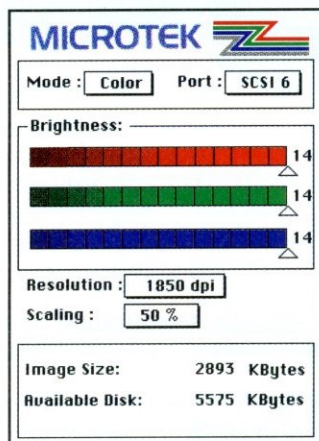 MICROTEK
Mode : Color Port : SCSI 6
Brightness:
14
14
14
Resolution : 1850 dpi
Scaling : 50 %
Image Size: 2893 KBytes
Available Disk: 5575 KBytes